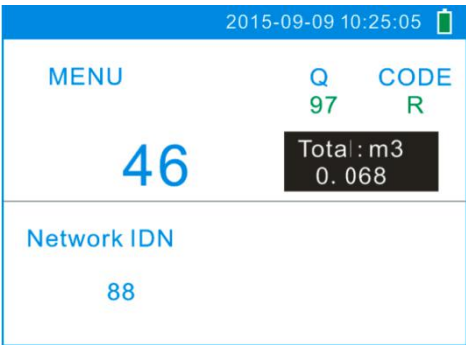 2015-09-09 10:25:05
MENU Q CODE
97 R
46 Total: m3
0. 068
Network IDN
88